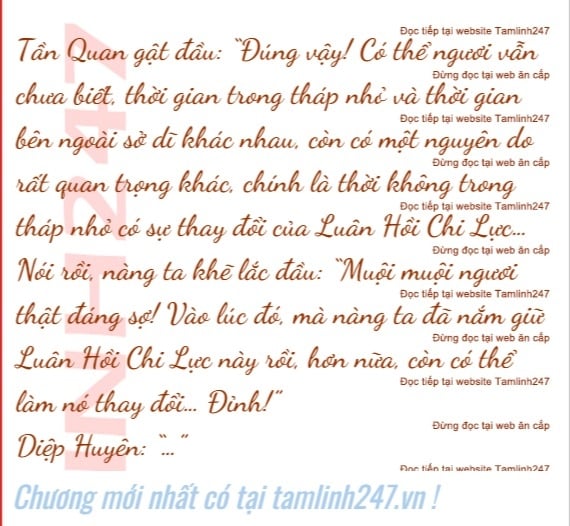 Đọc tiếp tại website Tamlinh247
Tần Quan gật đầu: “Đúng vậy! Có thể ngươi vẫn
Đừng đọc tại web ăn cắp
chưa biết, thời gian trong tháp nhỏ và thời gian
Đọc tiếp tại website Tamlinh247
bên ngoài sở dĩ khác nhau, còn có một nguyên do
Đừng đọc tại web ăn cắp
rất quan trọng khác, chính là thời không trong
Đọc tiếp tại website Tamlinh247
tháp nhỏ có sự thay đổi của Luân Hồi Chi Lực...
Đừng đọc tại web ăn cắp
Nói rồi, nàng ta khẽ lắc đầu: “Muội muội ngươi
Đọc tiếp tại website Tamlinh247
thật đáng sợ! Vào lúc đó, mà nàng ta đã nắm giữ
Đừng đọc tại web ăn cắp
Luân Hồi Chi Lực này rồi, hơn nữa, còn có thể
Đọc tiếp tại website Tamlinh247
làm nó thay đổi... Đỉnh!”
Đừng đọc tại web ăn cắp
Diệp Huyên: “...”
Đọc tiếp tại website Tamlinh247
INH247
Chương mới nhất có tại tamlinh247.vn !